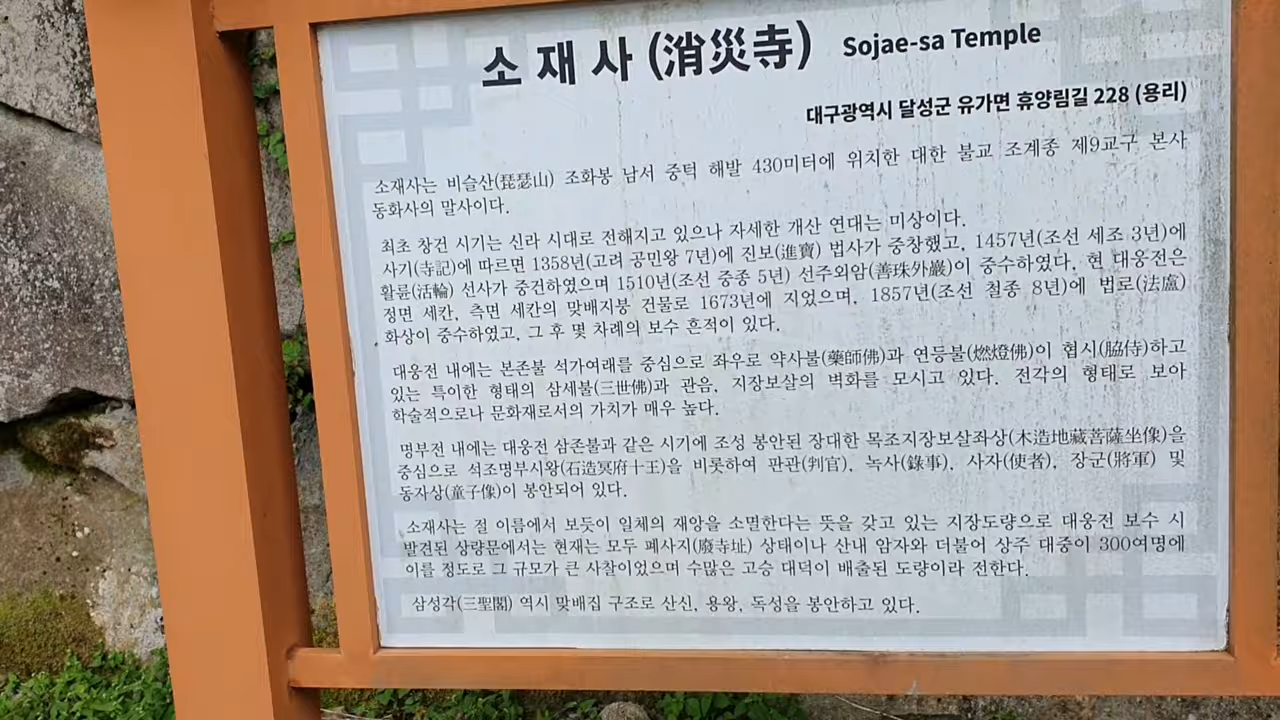 소재사 (消災寺) Sojae-sa Temple
대구광역시 달성군 유가면 휴양림길 228 (용리)
소재사는 비슬산(琵瑟山) 조화봉 남서 중턱 해발 430미터에 위치한 대한 불교 조계종 제9교구 본사
동화사의 말사이다.
최초 창건 시기는 신라 시대로 전해지고 있으나 자세한 개산 연대는 미상이다.
사기(寺記)에 따르면 1358년(고려 공민왕 7년)에 진보(進寶) 법사가 중창했고, 1457년(조선 세조 3년)에
활륜(活輪) 선사가 중건하였으며 1510년(조선 중종 5년) 선주외암(善珠外巖)이 중수하였다. 현 대웅전은
정면 세칸, 측면 세칸의 맞배지붕 건물로 1673년에 지었으며, 1857년(조선 철종 8년)에 법로(法盧)
화상이 중수하였고, 그 후 몇 차례의 보수 흔적이 있다.
대웅전 내에는 본존불 석가여래를 중심으로 좌우로 약사불(藥師佛)과 연등불(燃燈佛)이 협시(脇侍)하고
있는 특이한 형태의 삼세불(三世佛)과 관음, 지장보살의 벽화를 모시고 있다. 전각의 형태로 보아
학술적으로나 문화재로서의 가치가 매우 높다.
명부전 내에는 대웅전 삼존불과 같은 시기에 조성 봉안된 장대한 목조지장보살좌상(木造地藏菩薩坐像)을
중심으로 석조명부시왕(石造冥府十王)을 비롯하여 판관(判官), 녹사(錄事), 사자(使者), 장군(將軍) 및
동자상(童子像)이 봉안되어 있다.
소재사는 절 이름에서 보듯이 일체의 재앙을 소멸한다는 뜻을 갖고 있는 지장도량으로 대웅전 보수 시
발견된 상량문에서는 현재는 모두 폐사지(廢寺址) 상태이나 산내 암자와 더불어 상주 대중이 300여명에
이를 정도로 그 규모가 큰 사찰이었으며 수많은 고승 대덕이 배출된 도량이라 전한다.
삼성각(三聖閣) 역시 맞배집 구조로 산신, 용왕, 독성을 봉안하고 있다.